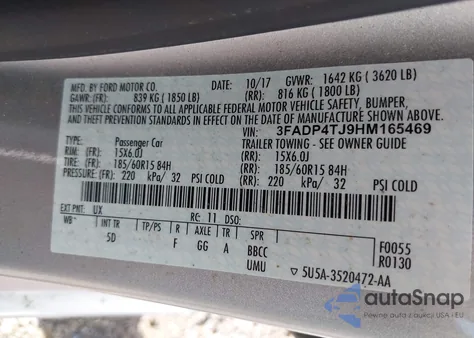 MFD. BY FORD MOTOR CO. 10/17 GVWR: 1642 KG ( 3620 LB)
GAWR: (FR) 839 KG ( 1850 LB) (RR): 816 KG ( 1800 LB)
THIS VEHICLE CONFORMS TO ALL APPLICABLE FEDERAL MOTOR VEHICLE SAFETY, BUMPER,
AND THEFT PREVENTION STANDARDS IN EFFECT ON THE DATE OF MANUFACTURE SHOWN ABOVE.
VIN: 3FADP4TJ9HM165469
TYPE: Passenger Car TRAILER TOWING - SEE OWNER GUIDE
RIM: (FR) 15X6.0J (RR): 15X6.0J
TIRE: (FR) 185/60R15 84H (RR): 185/60R15 84H
PRESSURE: (FR) 220 kPa/ 32 PSI COLD (RR): 220 kPa/ 32 PSI COLD
EXT PNT: UX RC: 11 DSO: F0055
WB INT TR TP/PS R AXLE TR SPR R0130
5D F GG A BBCC
UMU
5U5A-3520472-AA
autoSnap
Pewne auto z USA i EU